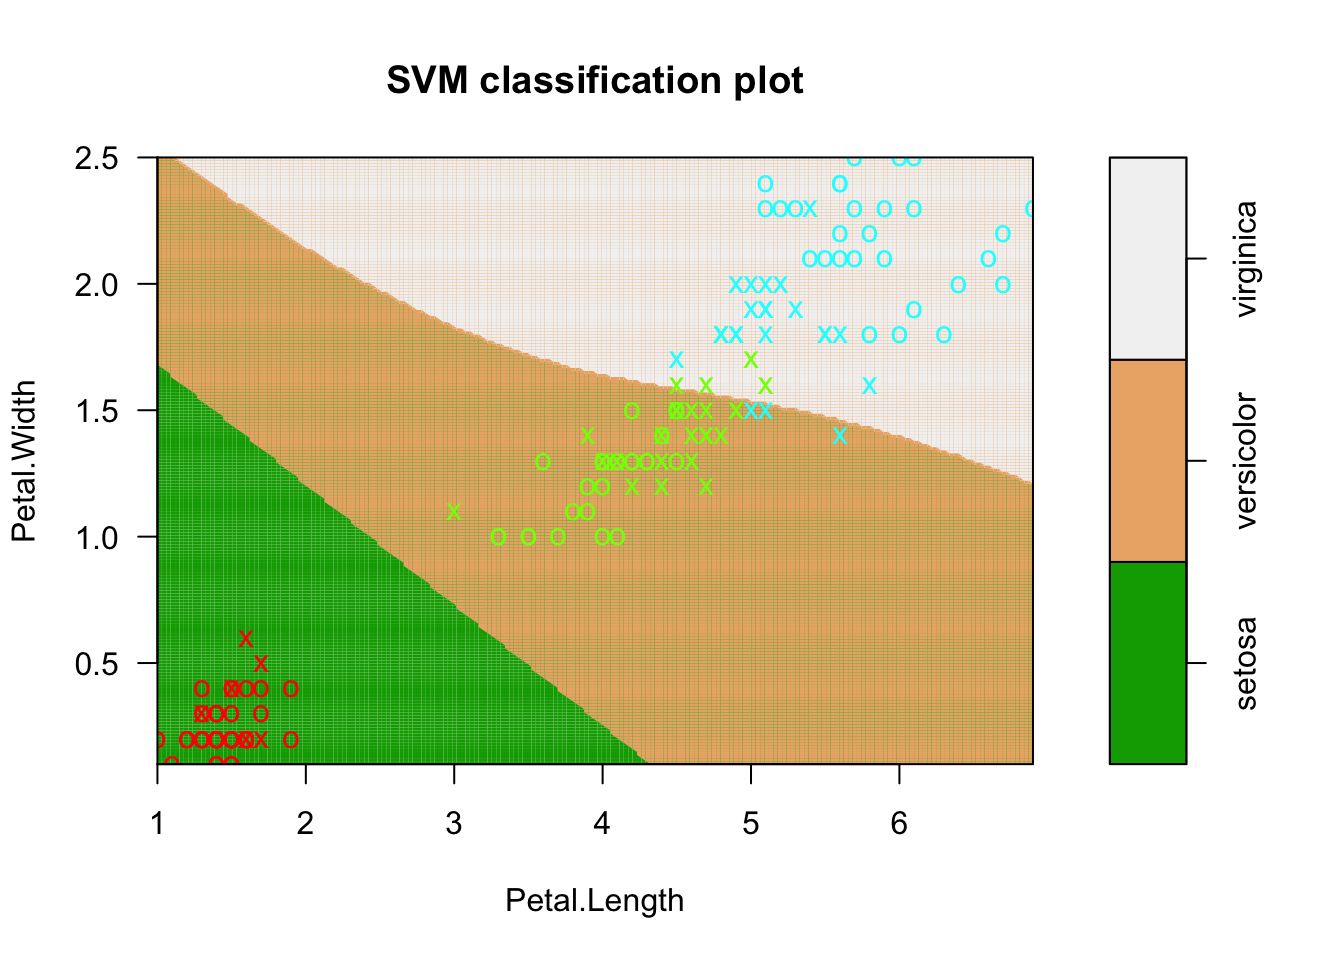 SVM classification plot
2.5
2.0
1.5
1.0
0.5
Petal.Width
1 2 3 4 5 6
Petal.Length
virginica
versicolor
setosa